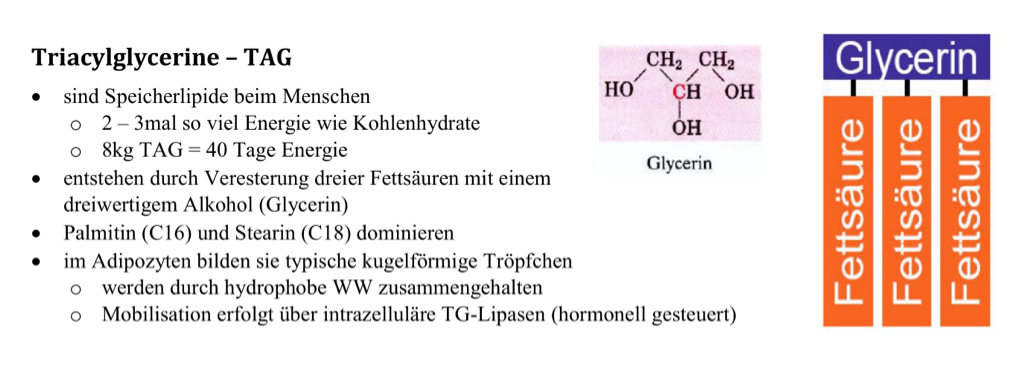 Triacylglycerine – TAG
• sind Speicherlipide beim Menschen
o 2 – 3mal so viel Energie wie Kohlenhydrate
o 8kg TAG = 40 Tage Energie
• entstehen durch Veresterung dreier Fettsäuren mit einem
dreiwertigem Alkohol (Glycerin)
• Palmitin (C16) und Stearin (C18) dominieren
• im Adipozyten bilden sie typische kugelförmige Tröpfchen
o werden durch hydrophobe WW zusammengehalten
o Mobilisation erfolgt über intrazelluläre TG-Lipasen (hormonell gesteuert)
CH₂ CH₂
HO CH OH
OH
Glycerin
Glycerin
Fettsäure
Fettsäure
Fettsäure